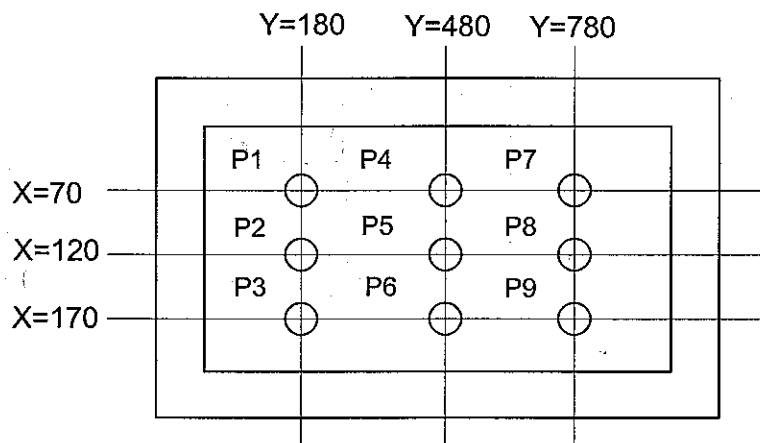 Y=180 Y=480 Y=780
P1 P4 P7
X=70
P2 P5 P8
X=120
P3 P6 P9
X=170